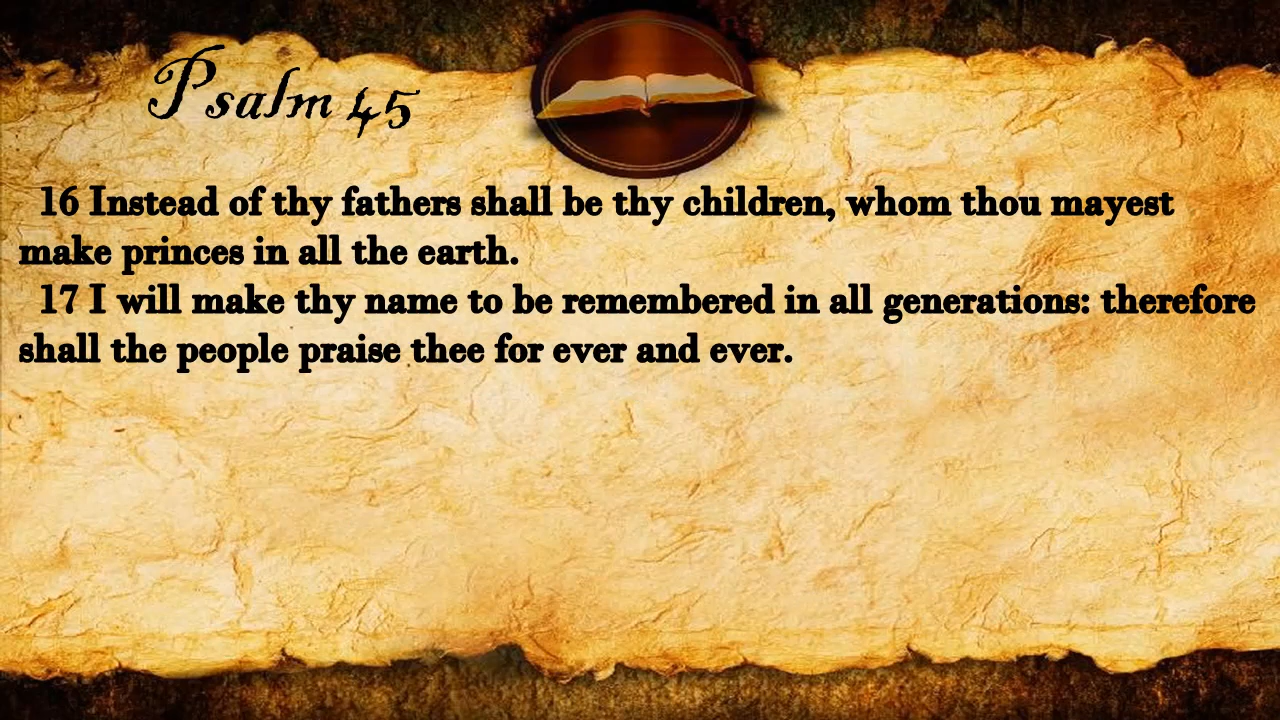 Psalm 45
16 Instead of thy fathers shall be thy children, whom thou mayest
make princes in all the earth.
17 I will make thy name to be remembered in all generations: therefore
shall the people praise thee for ever and ever.